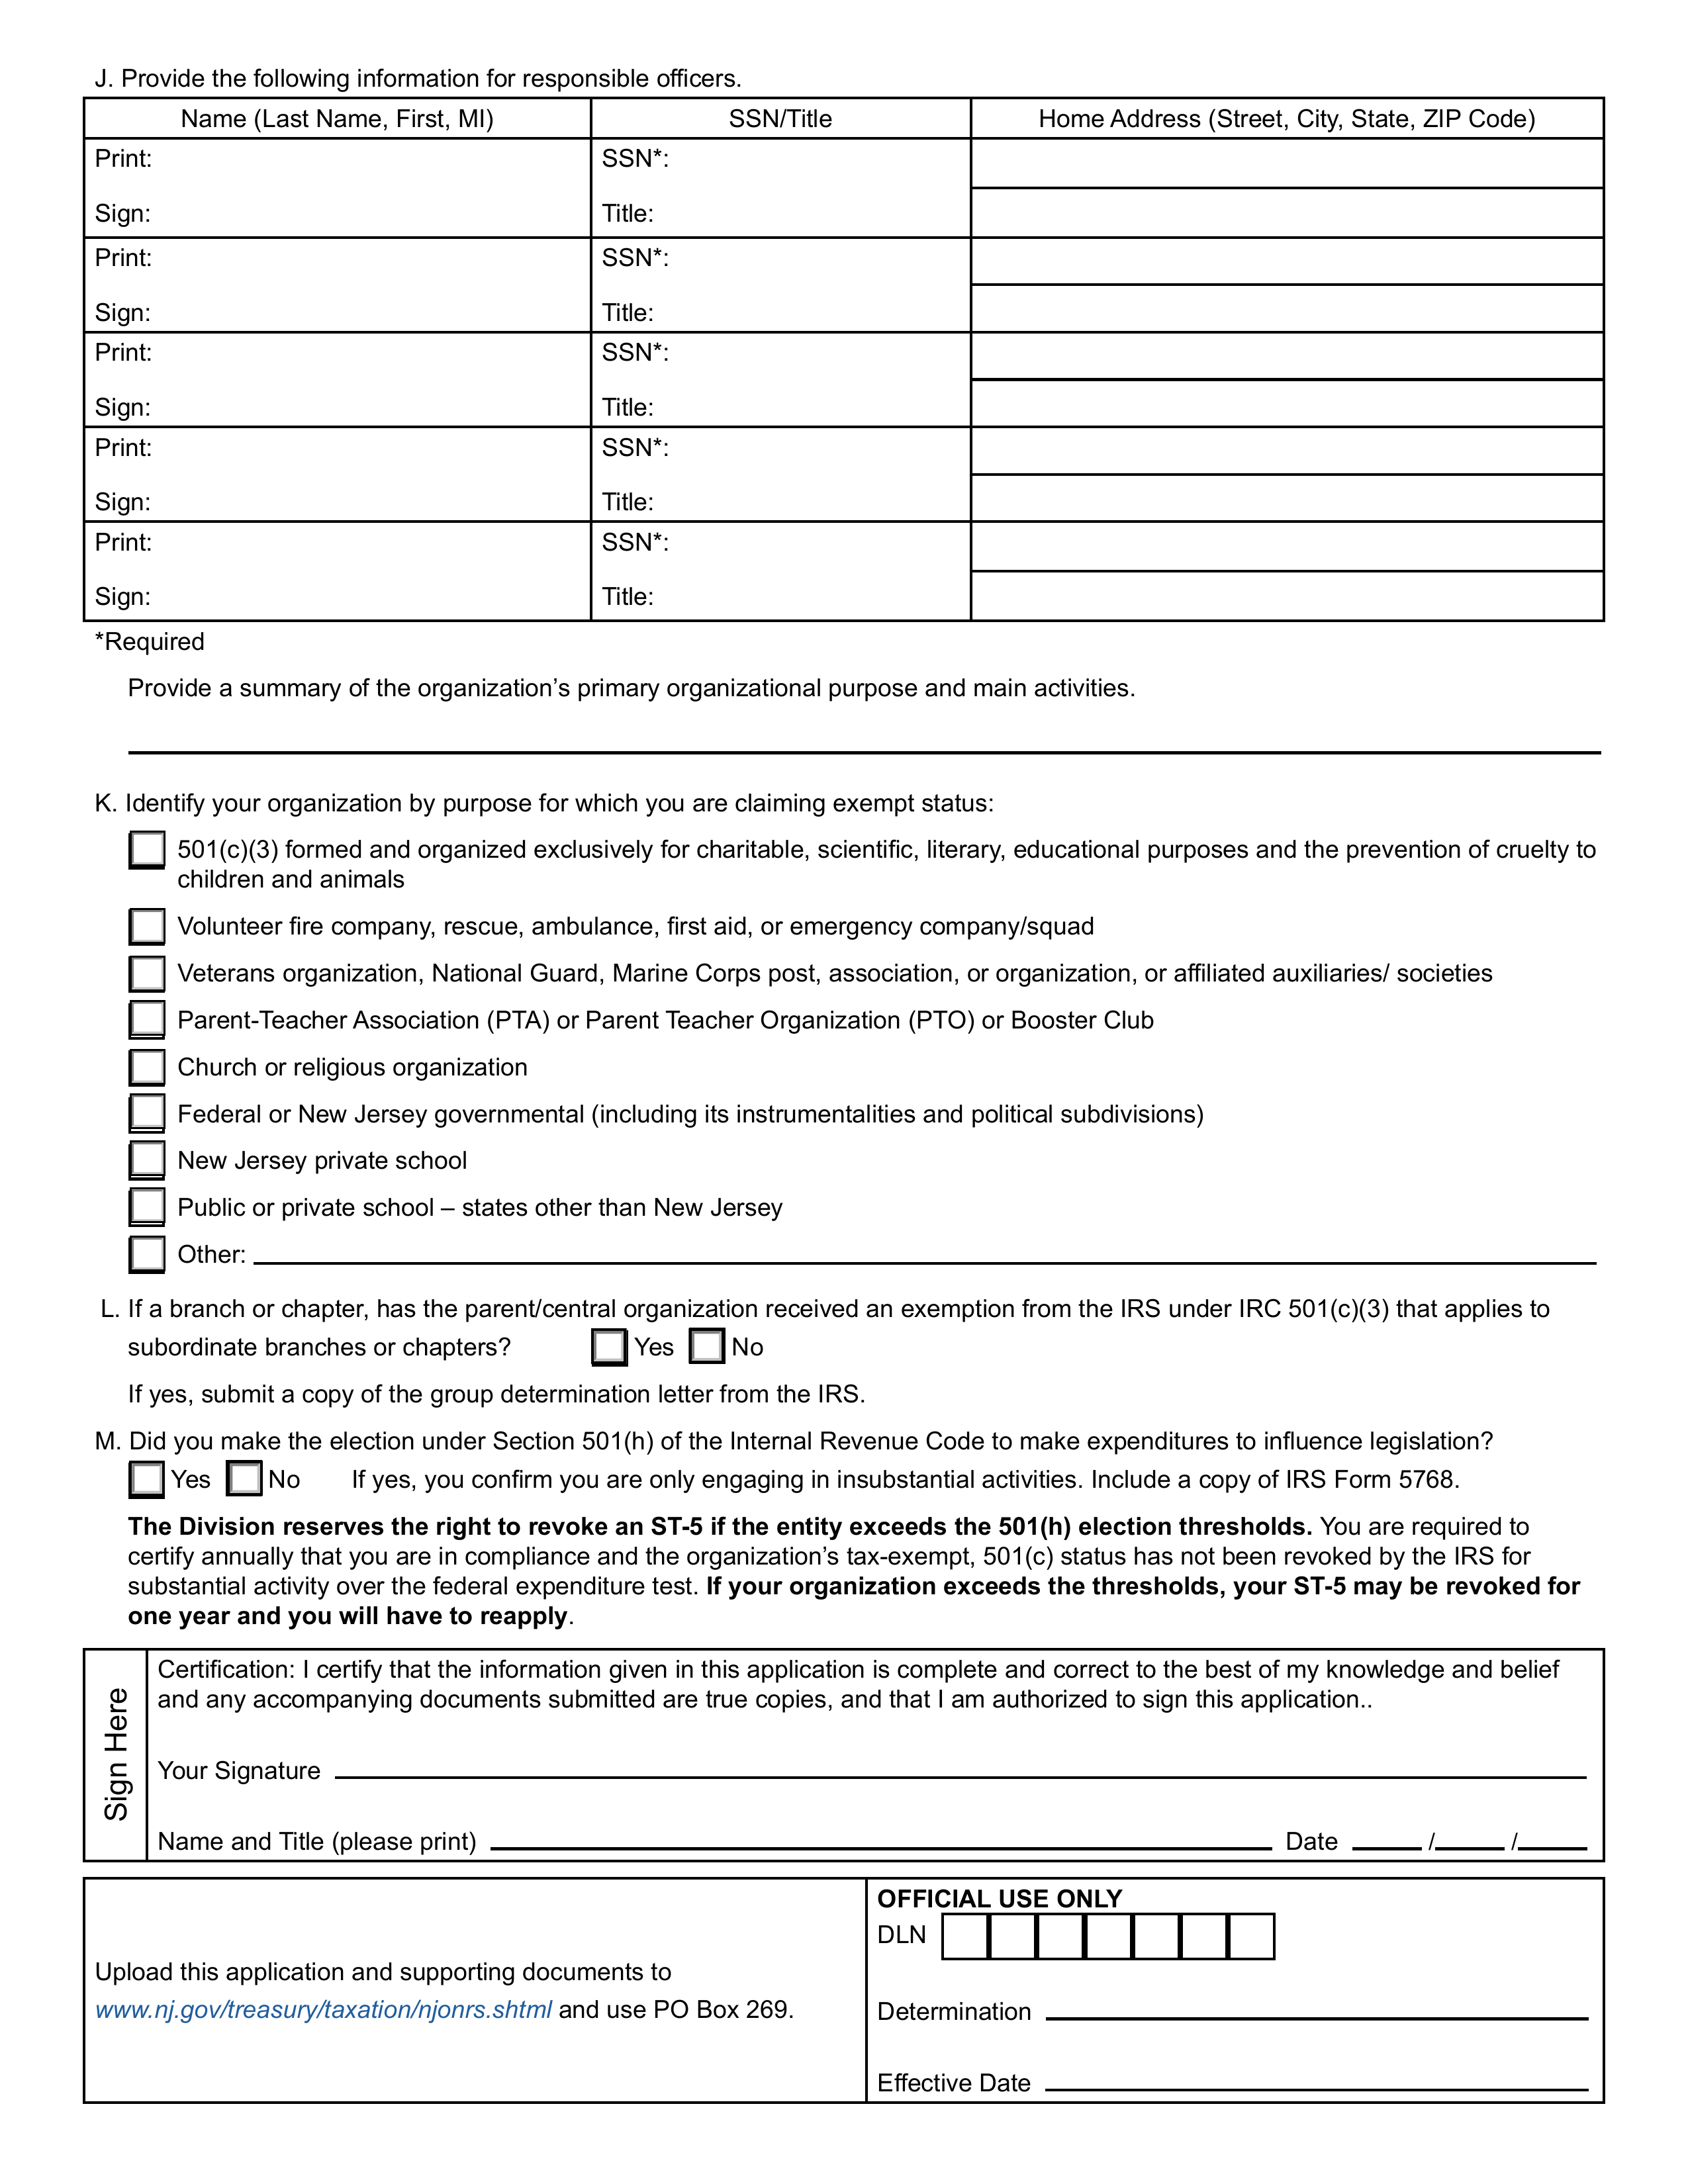 J. Provide the following information for responsible officers.
Name (Last Name, First, MI) SSN/Title Home Address (Street, City, State, ZIP Code)
Print: SSN*:
Sign: Title:
Print: SSN*:
Sign: Title:
Print: SSN*:
Sign: Title:
Print: SSN*:
Sign: Title:
Print: SSN*:
Sign: Title:
*Required
Provide a summary of the organization’s primary organizational purpose and main activities.
K. Identify your organization by purpose for which you are claiming exempt status:
501(c)(3) formed and organized exclusively for charitable, scientific, literary, educational purposes and the prevention of cruelty to
children and animals
Volunteer fire company, rescue, ambulance, first aid, or emergency company/squad
Veterans organization, National Guard, Marine Corps post, association, or organization, or affiliated auxiliaries/ societies
Parent-Teacher Association (PTA) or Parent Teacher Organization (PTO) or Booster Club
Church or religious organization
Federal or New Jersey governmental (including its instrumentalities and political subdivisions)
New Jersey private school
Public or private school – states other than New Jersey
Other:
L. If a branch or chapter, has the parent/central organization received an exemption from the IRS under IRC 501(c)(3) that applies to
subordinate branches or chapters? Yes No
If yes, submit a copy of the group determination letter from the IRS.
M. Did you make the election under Section 501(h) of the Internal Revenue Code to make expenditures to influence legislation?
Yes No If yes, you confirm you are only engaging in insubstantial activities. Include a copy of IRS Form 5768.
The Division reserves the right to revoke an ST-5 if the entity exceeds the 501(h) election thresholds. You are required to
certify annually that you are in compliance and the organization’s tax-exempt, 501(c) status has not been revoked by the IRS for
substantial activity over the federal expenditure test. If your organization exceeds the thresholds, your ST-5 may be revoked for
one year and you will have to reapply.
Sign Here
Certification: I certify that the information given in this application is complete and correct to the best of my knowledge and belief
and any accompanying documents submitted are true copies, and that I am authorized to sign this application..
Your Signature
Name and Title (please print) Date / /
Upload this application and supporting documents to
www.nj.gov/treasury/taxation/njonrs.shtml and use PO Box 269.
OFFICIAL USE ONLY
DLN
Determination
Effective Date